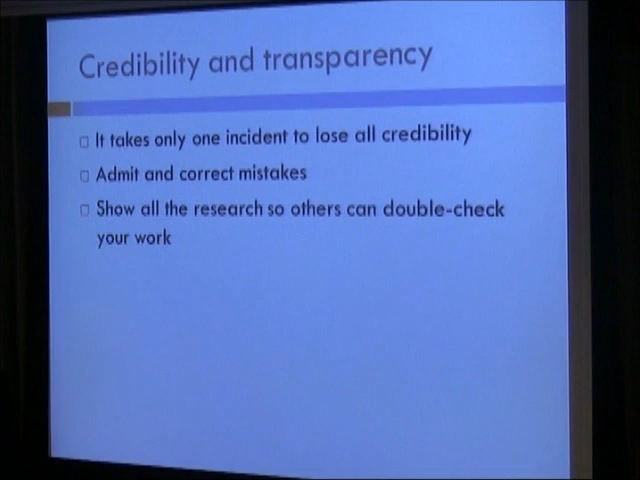 Credibility and transparency
It takes only one incident to lose all credibility
Admit and correct mistakes
Show all the research so others can double-check
your work